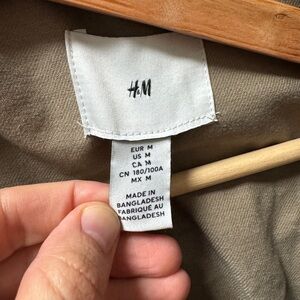 H&M
EUR M
US M
CA M
CN 180/100A
MX M
MADE IN
BANGLADESH
FABRIQUÉ AU
BANGLADESH